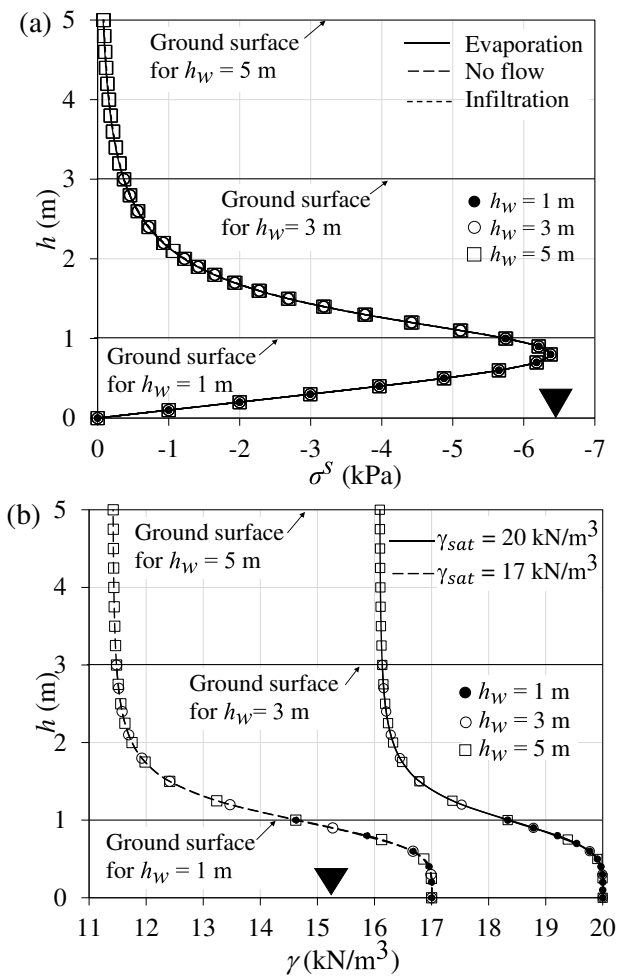 (a)
5
4
3
2
1
0
h (m)
Ground surface
for h_w = 5 m
Evaporation
No flow
Infiltration
Ground surface
for h_w = 3 m
h_w = 1 m
h_w = 3 m
h_w = 5 m
Ground surface
for h_w = 1 m
0 -1 -2 -3 -4 -5 -6 -7
σ^s (kPa)
(b)
5
4
3
2
1
0
h (m)
Ground surface
for h_w = 5 m
γ_sat = 20 kN/m³
γ_sat = 17 kN/m³
Ground surface
for h_w = 3 m
h_w = 1 m
h_w = 3 m
h_w = 5 m
Ground surface
for h_w = 1 m
11 12 13 14 15 16 17 18 19 20
γ (kN/m³)